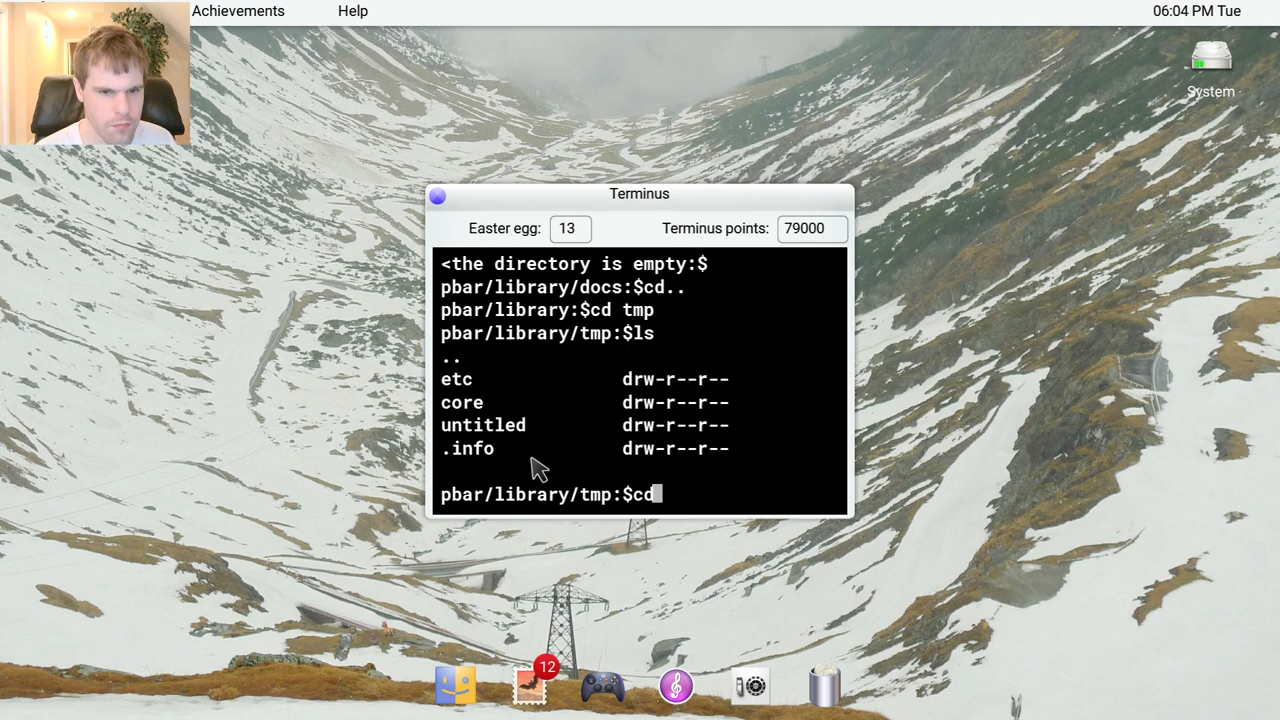 Achievements Help 06:04 PM Tue
System
Terminus
Easter egg: 13 Terminus points: 79000
<the directory is empty:$
pbar/library/docs:$cd..
pbar/library:$cd tmp
pbar/library/tmp:$ls
..
etc drw-r--r--
core drw-r--r--
untitled drw-r--r--
.info drw-r--r--
pbar/library/tmp:$cd
12